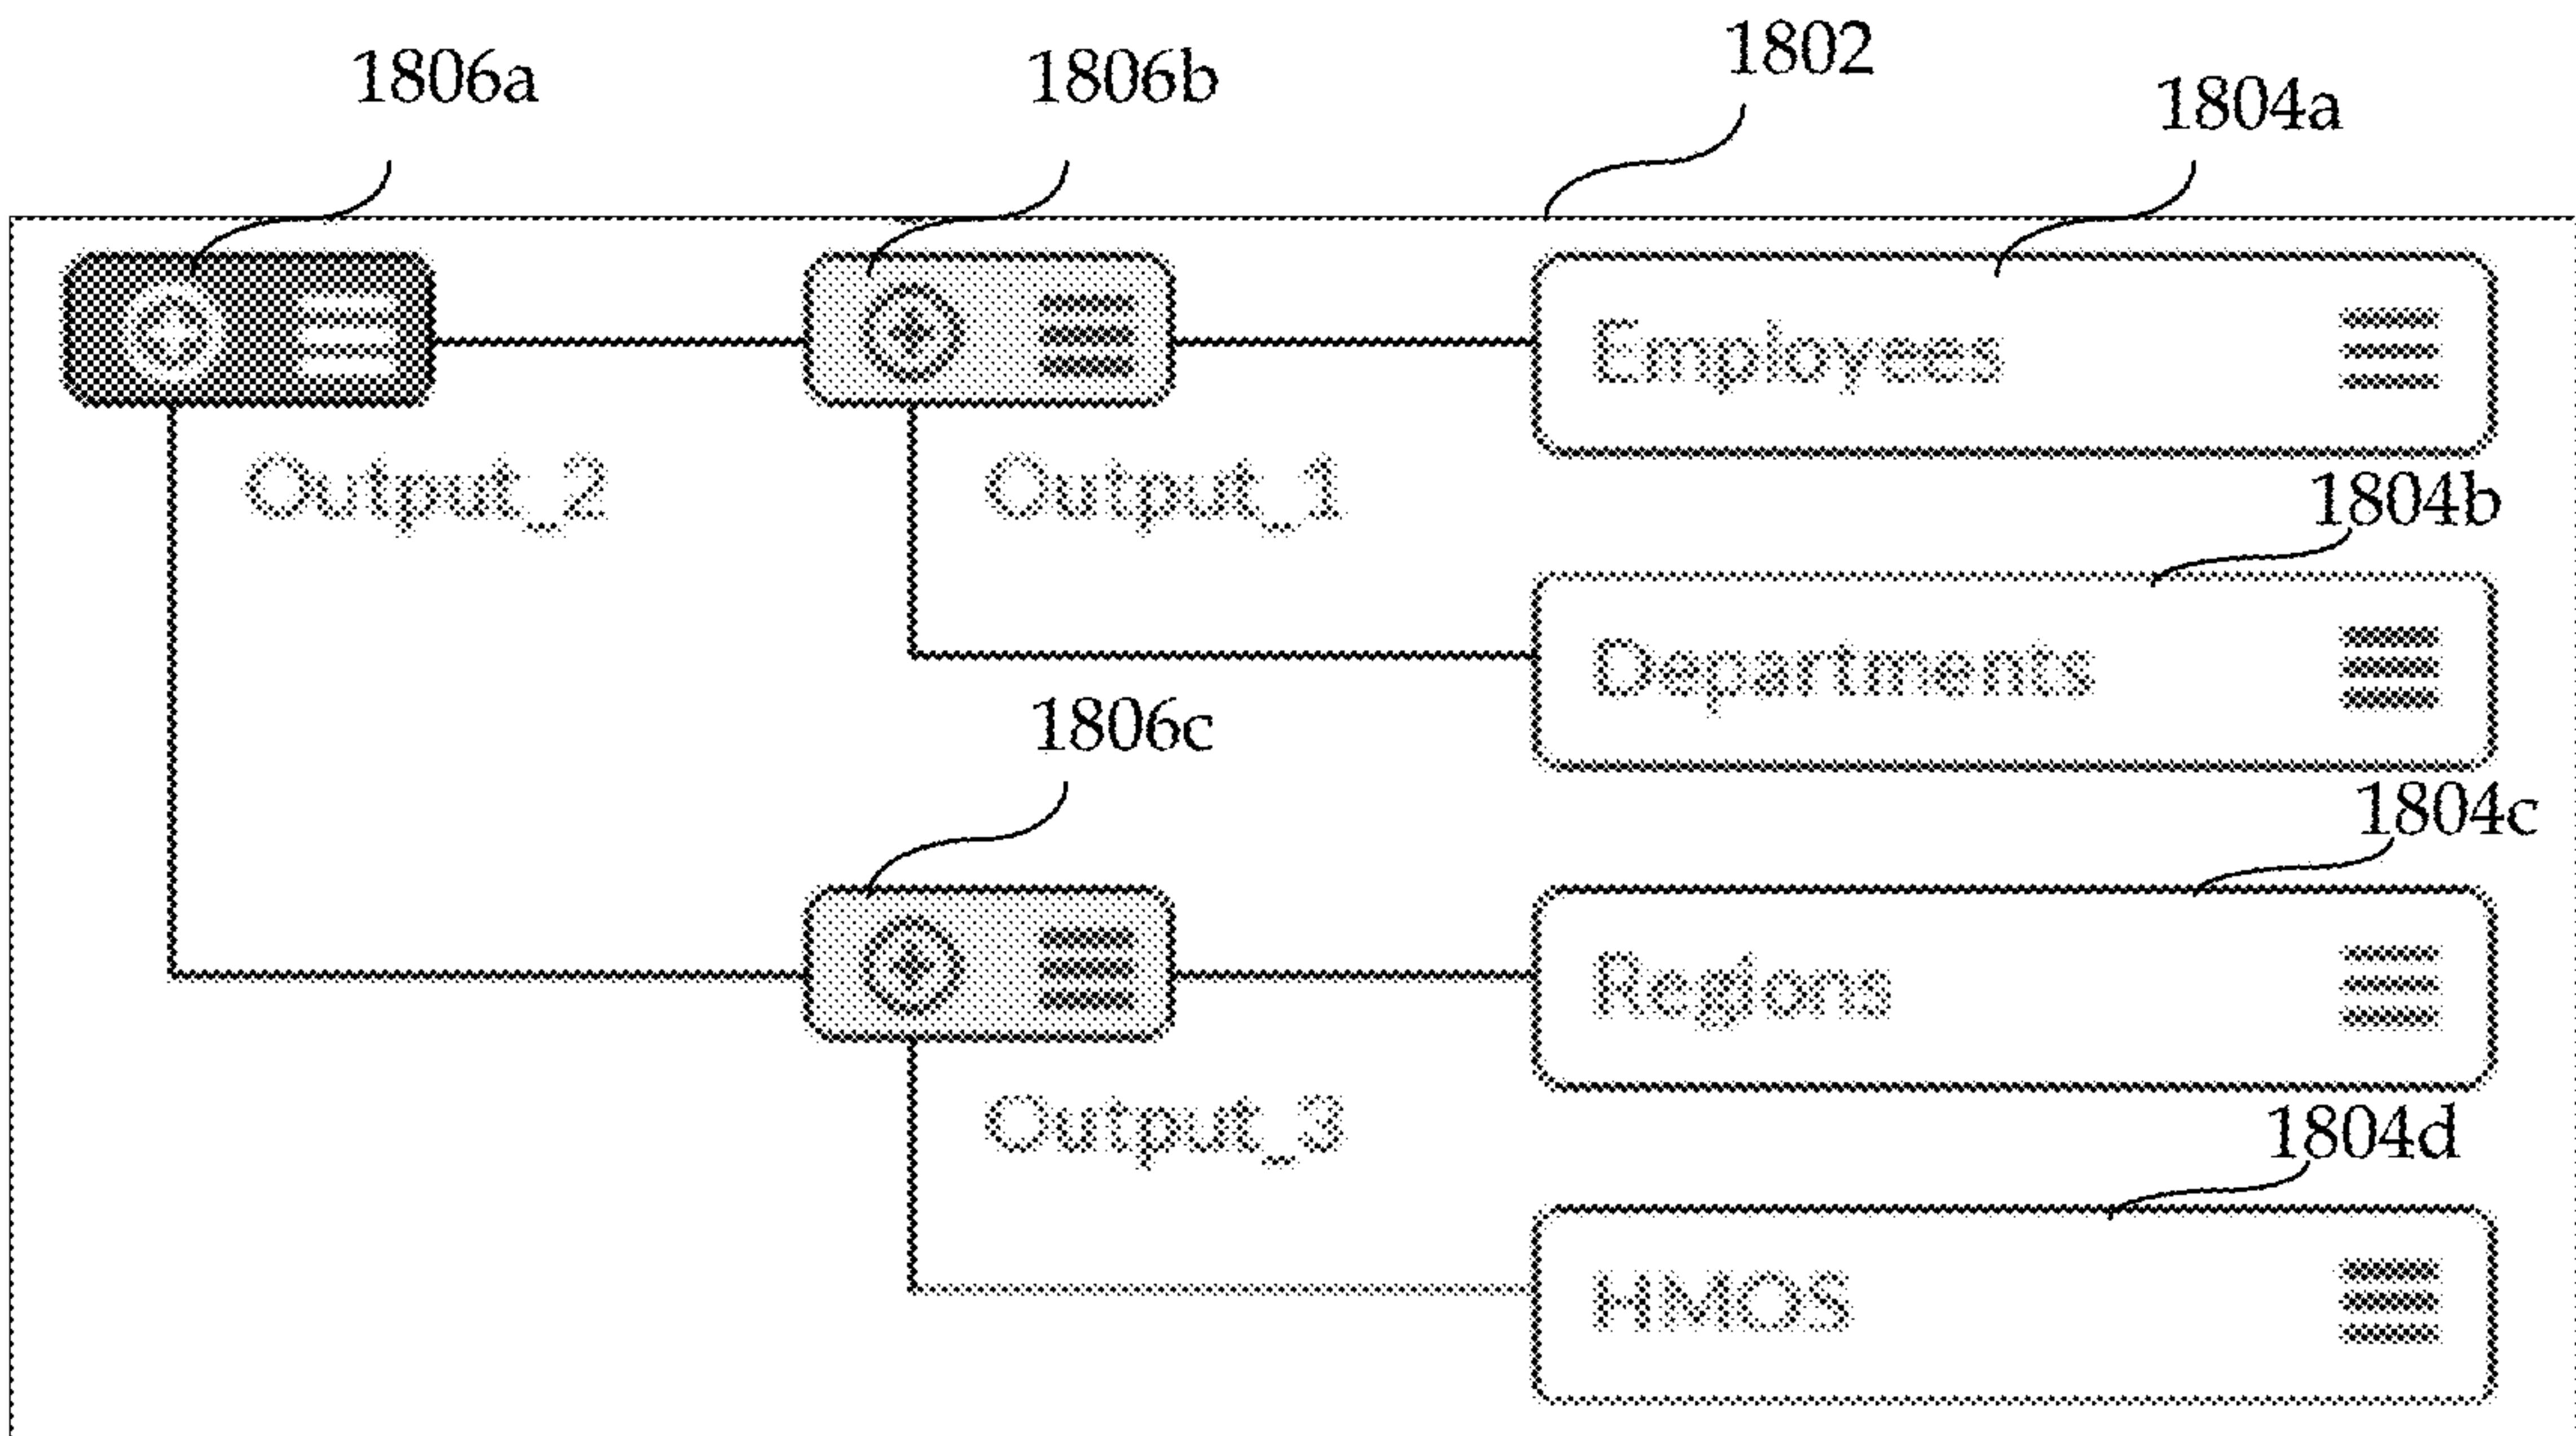 1802
1806a 1806b 1804a
Employees
Output_2 Output_1 1804b
Departments
1806c
1804c
Regions
Output_3 1804d
HMOS